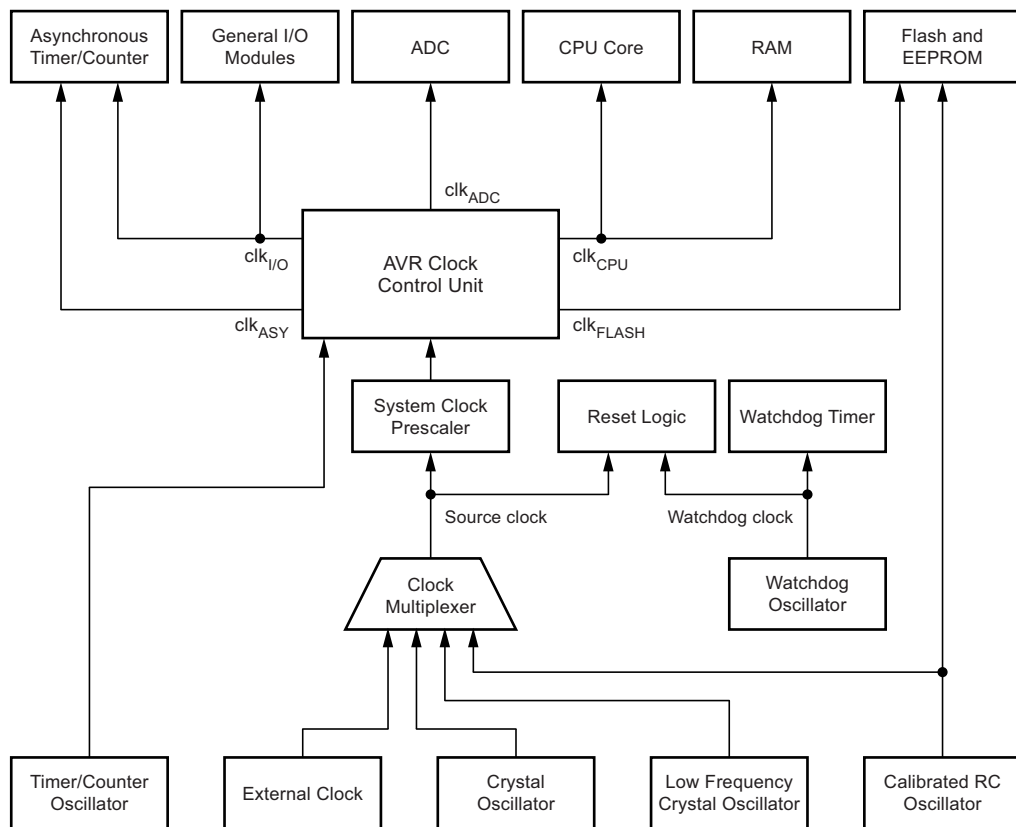 Asynchronous
Timer/Counter
General I/O
Modules
ADC
CPU Core
RAM
Flash and
EEPROM
clkADC
clkI/O
AVR Clock
Control Unit
clkCPU
clkASY
clkFLASH
System Clock
Prescaler
Reset Logic
Watchdog Timer
Source clock
Watchdog clock
Clock
Multiplexer
Watchdog
Oscillator
Timer/Counter
Oscillator
External Clock
Crystal
Oscillator
Low Frequency
Crystal Oscillator
Calibrated RC
Oscillator